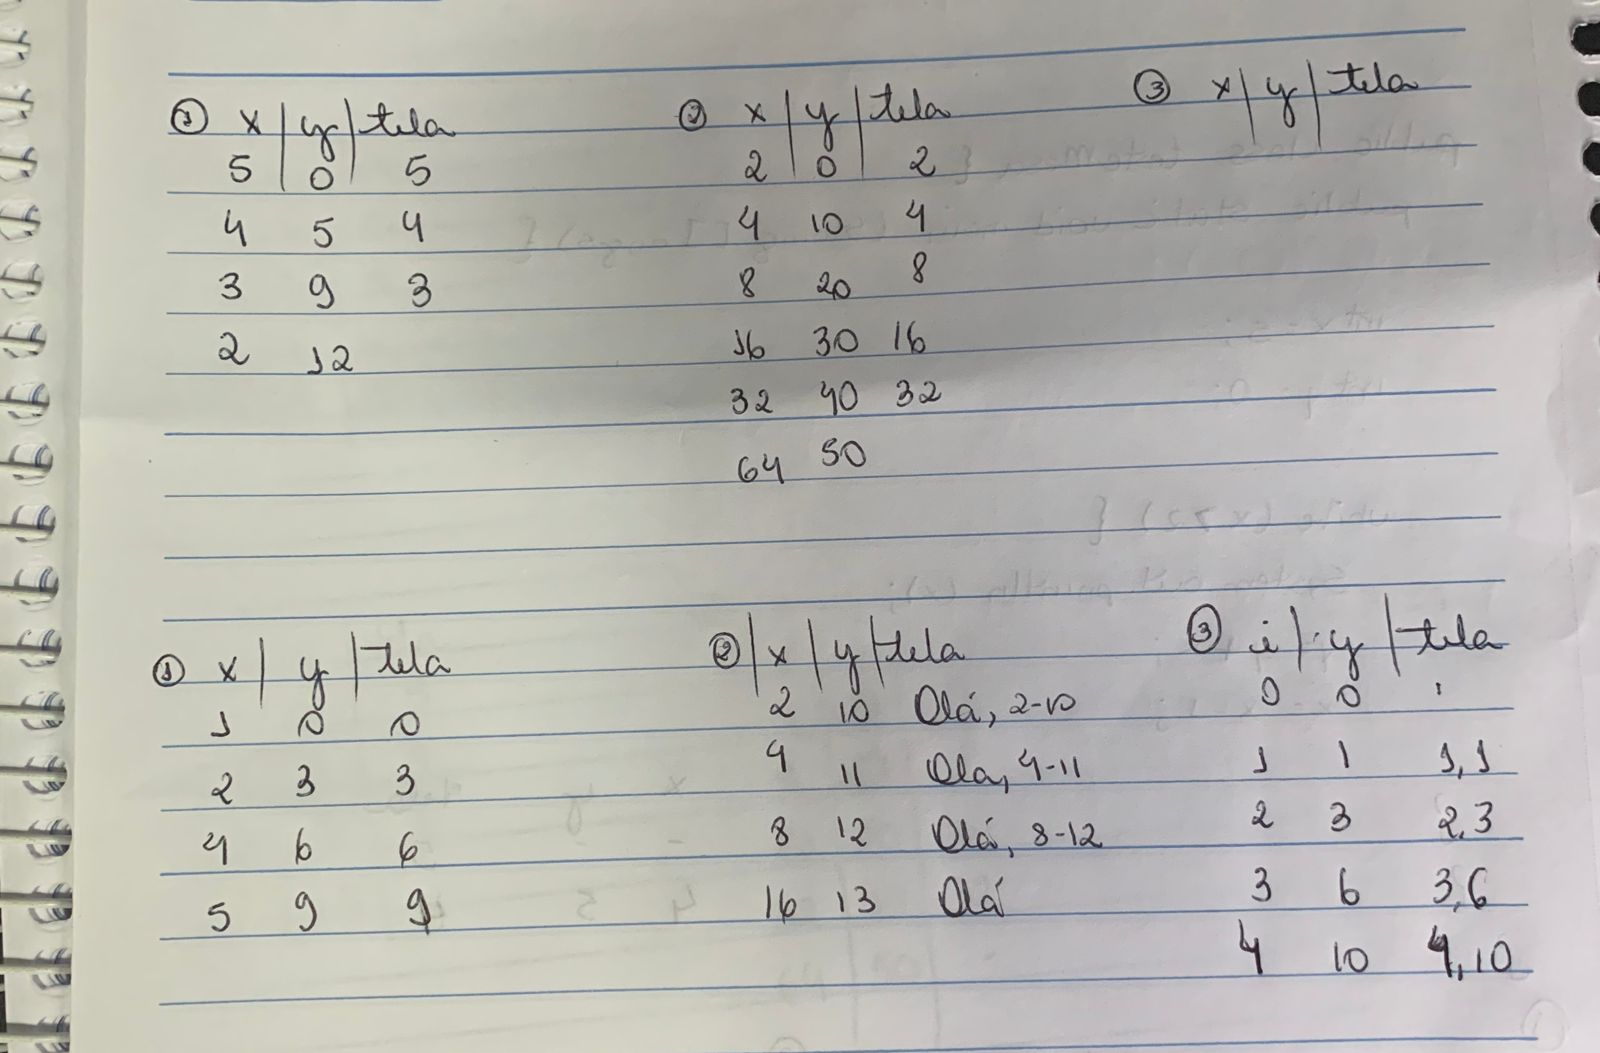 ① x | y | tela
5 | 0 | 5
4 5 4
3 9 3
2 12
② x | y | tela
2 | 0 | 2
4 10 4
8 20 8
16 30 16
32 40 32
64 50
③ x | y | tela
① x | y | tela
1 0 0
2 3 3
4 6 6
5 9 9
② | x | y | tela
2 10 Olá, 2-10
4 11 Ola, 4-11
8 12 Olá, 8-12
16 13 Olá
③ i | y | tela
0 0
1 1 1,1
2 3 2,3
3 6 3,6
4 10 4,10